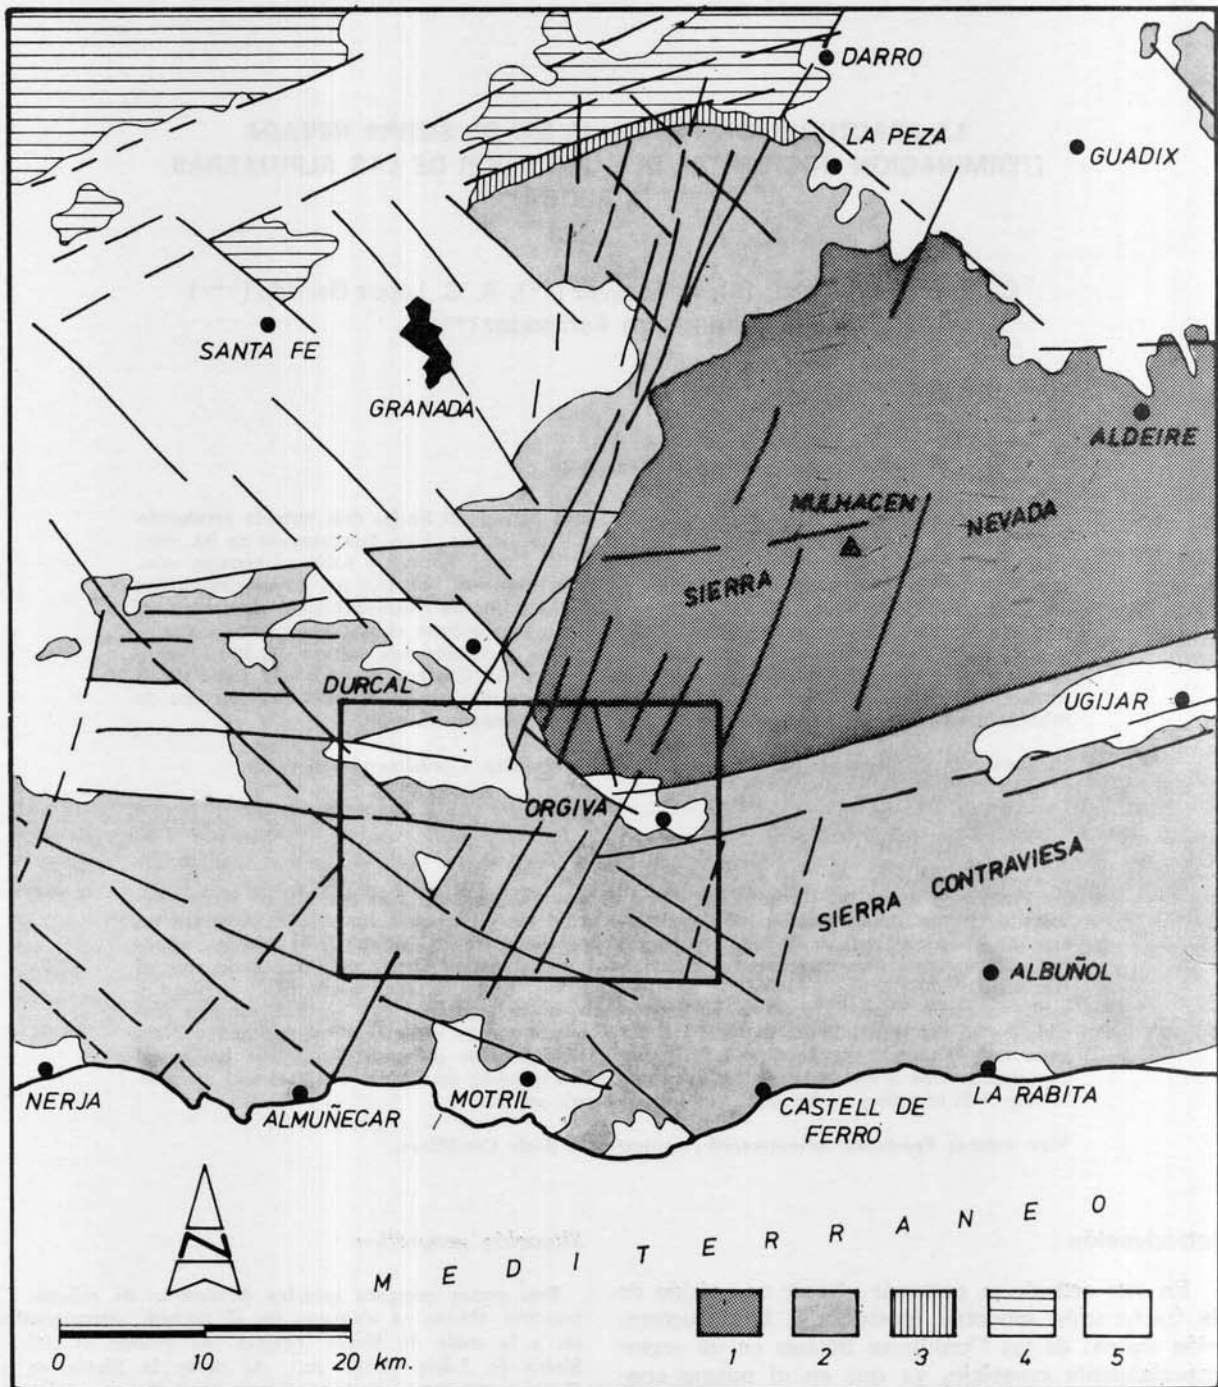 DARRO
LA PEZA
GUADIX
SANTA FE
GRANADA
ALDEIRE
MULHACEN
NEVADA
SIERRA
DURCAL
UGIJAR
ORGIVA
SIERRA CONTRAVIESA
ALBUÑOL
NERJA
ALMUÑECAR
MOTRIL
CASTELL DE
FERRO
LA RABITA
N
MEDITERRANEO
0 10 20 km.
1 2 3 4 5